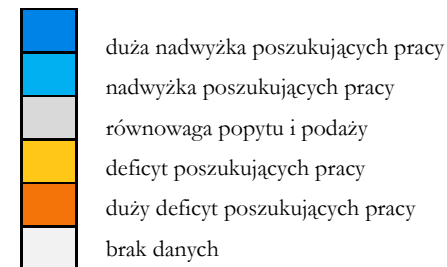 duża nadwyżka poszukujących pracy
nadwyżka poszukujących pracy
równowaga popytu i podaży
deficyt poszukujących pracy
duży deficyt poszukujących pracy
brak danych